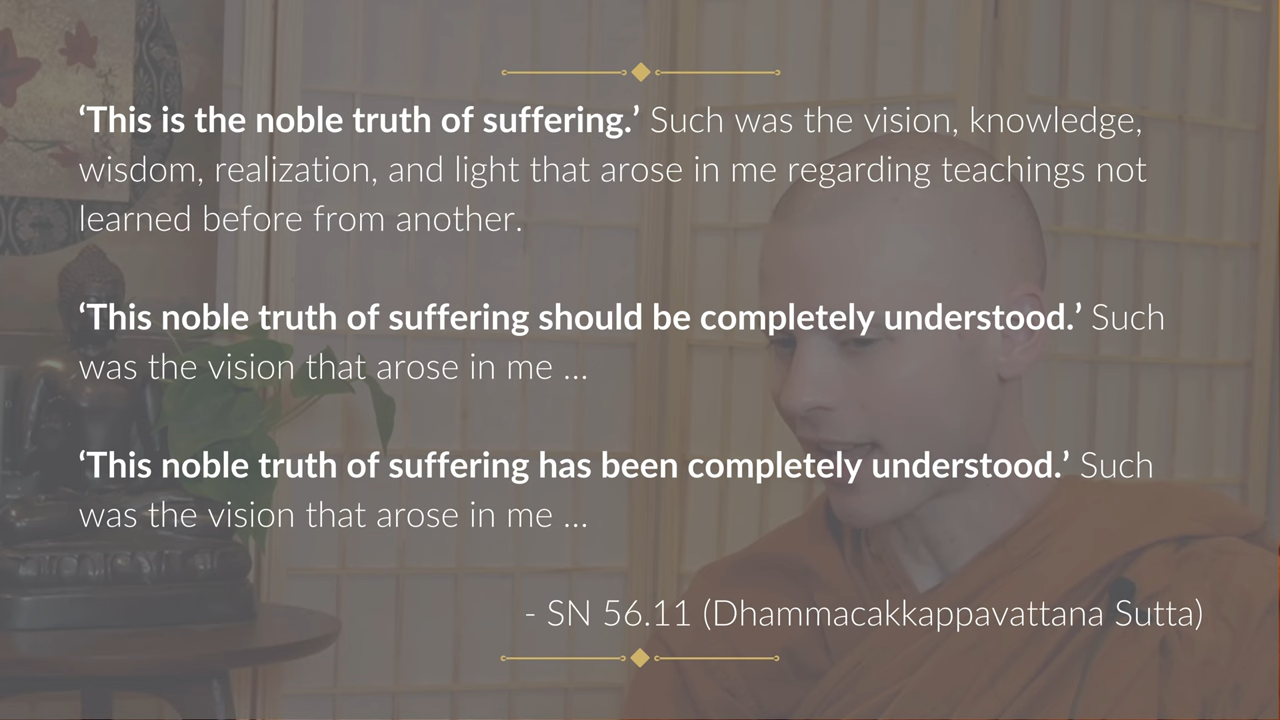 ‘This is the noble truth of suffering.’ Such was the vision, knowledge,
wisdom, realization, and light that arose in me regarding teachings not
learned before from another.
‘This noble truth of suffering should be completely understood.’ Such
was the vision that arose in me ...
‘This noble truth of suffering has been completely understood.’ Such
was the vision that arose in me ...
- SN 56.11 (Dhammacakkappavattana Sutta)